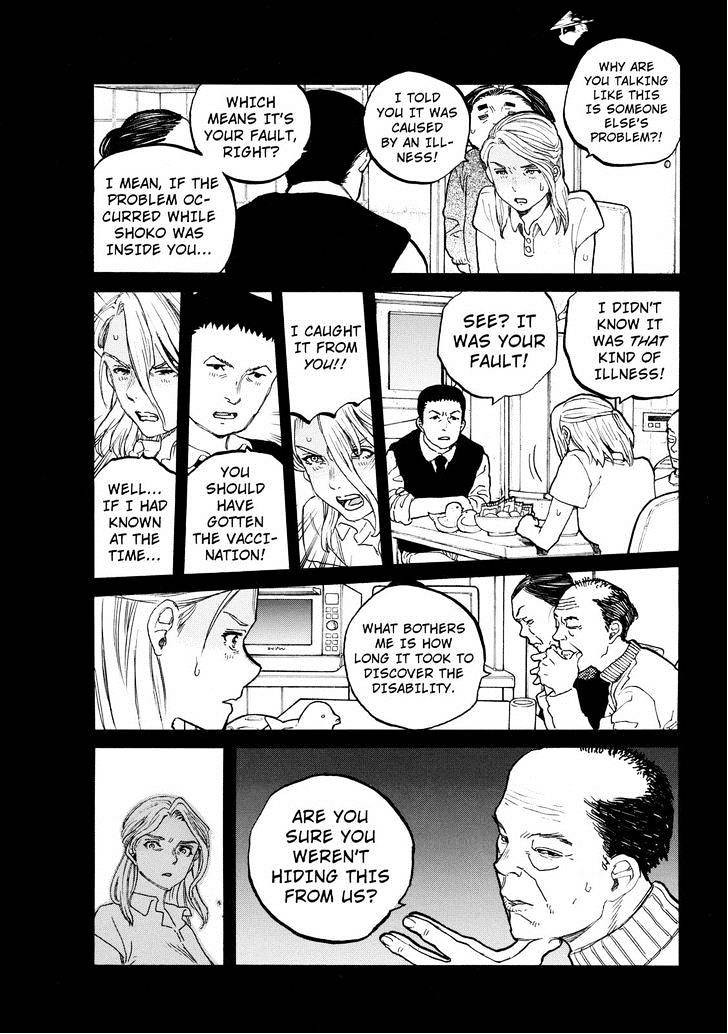 WHY ARE
YOU TALKING
LIKE THIS
IS SOMEONE
ELSE'S
PROBLEM?!
I TOLD
YOU IT WAS
CAUSED
BY AN ILL-
NESS!
WHICH
MEANS IT'S
YOUR FAULT,
RIGHT?
I MEAN, IF THE
PROBLEM OC-
CURRED WHILE
SHOKO WAS
INSIDE YOU...
I DIDN'T
KNOW IT
WAS THAT
KIND OF
ILLNESS!
SEE? IT
WAS YOUR
FAULT!
I CAUGHT
IT FROM
YOU!!
YOU
SHOULD
HAVE
GOTTEN
THE VACCI-
NATION!
WELL...
IF I HAD
KNOWN
AT THE
TIME...
WHAT BOTHERS
ME IS HOW
LONG IT TOOK TO
DISCOVER THE
DISABILITY.
ARE YOU
SURE YOU
WEREN'T
HIDING THIS
FROM US?